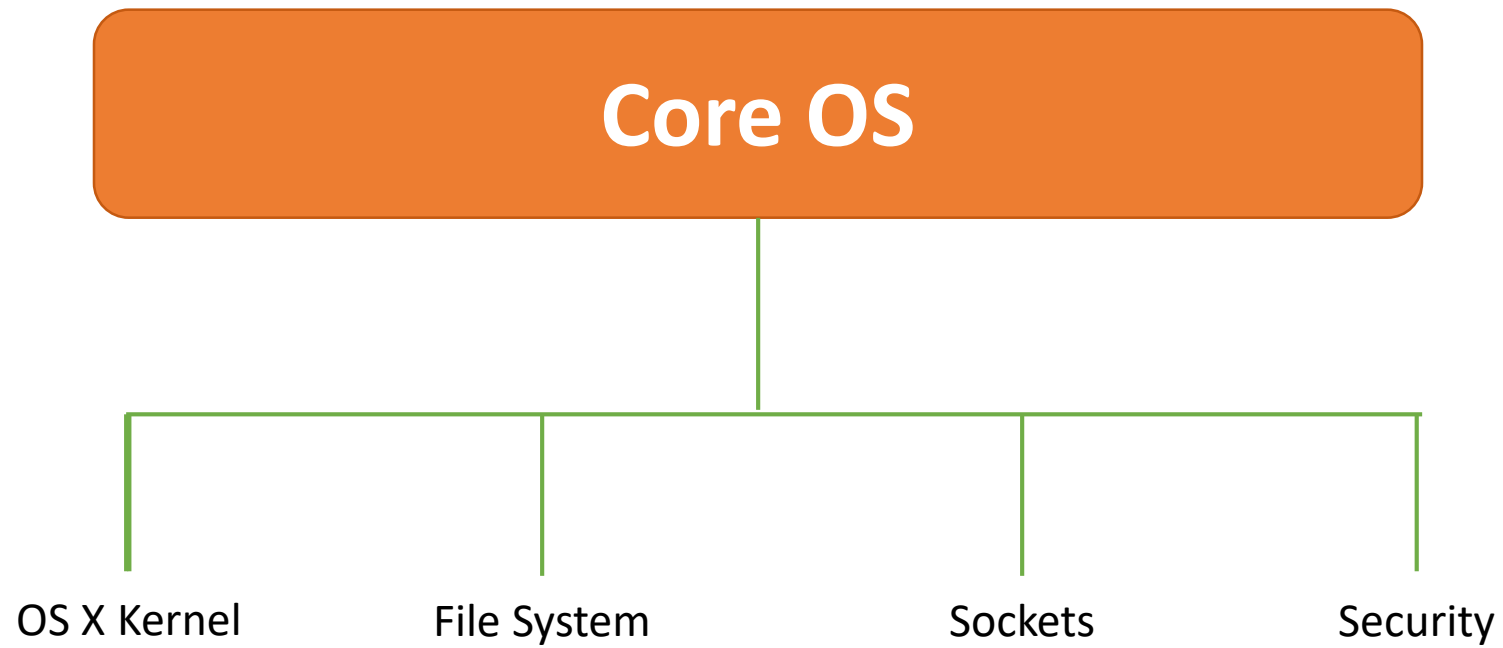 Core OS
OS X Kernel
File System
Sockets
Security